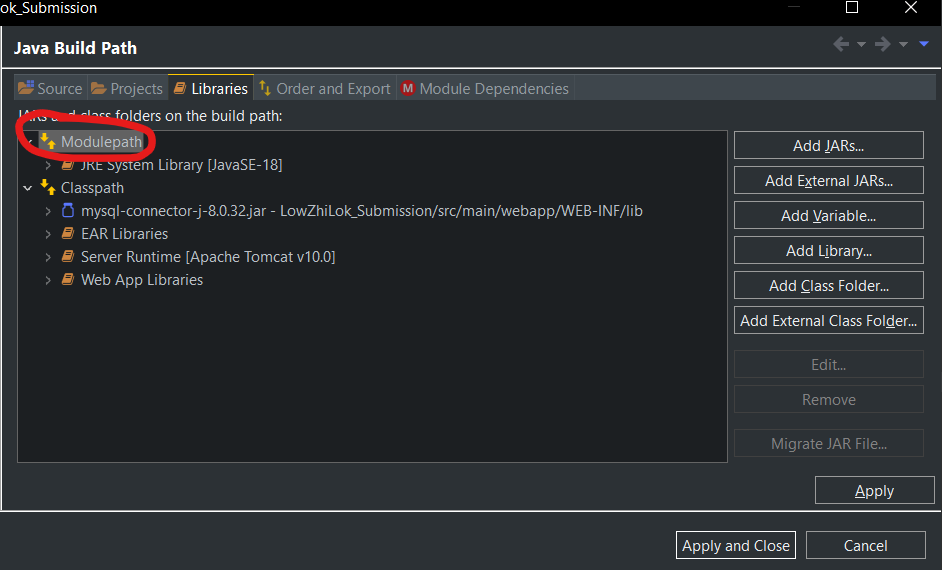 ok_Submission
Java Build Path
Source Projects Libraries Order and Export Module Dependencies
JARs and class folders on the build path:
Modulepath
JRE System Library [JavaSE-18]
Classpath
mysql-connector-j-8.0.32.jar - LowZhiLok_Submission/src/main/webapp/WEB-INF/lib
EAR Libraries
Server Runtime [Apache Tomcat v10.0]
Web App Libraries
Add JARs...
Add External JARs...
Add Variable...
Add Library...
Add Class Folder...
Add External Class Folder...
Edit...
Remove
Migrate JAR File...
Apply
Apply and Close Cancel